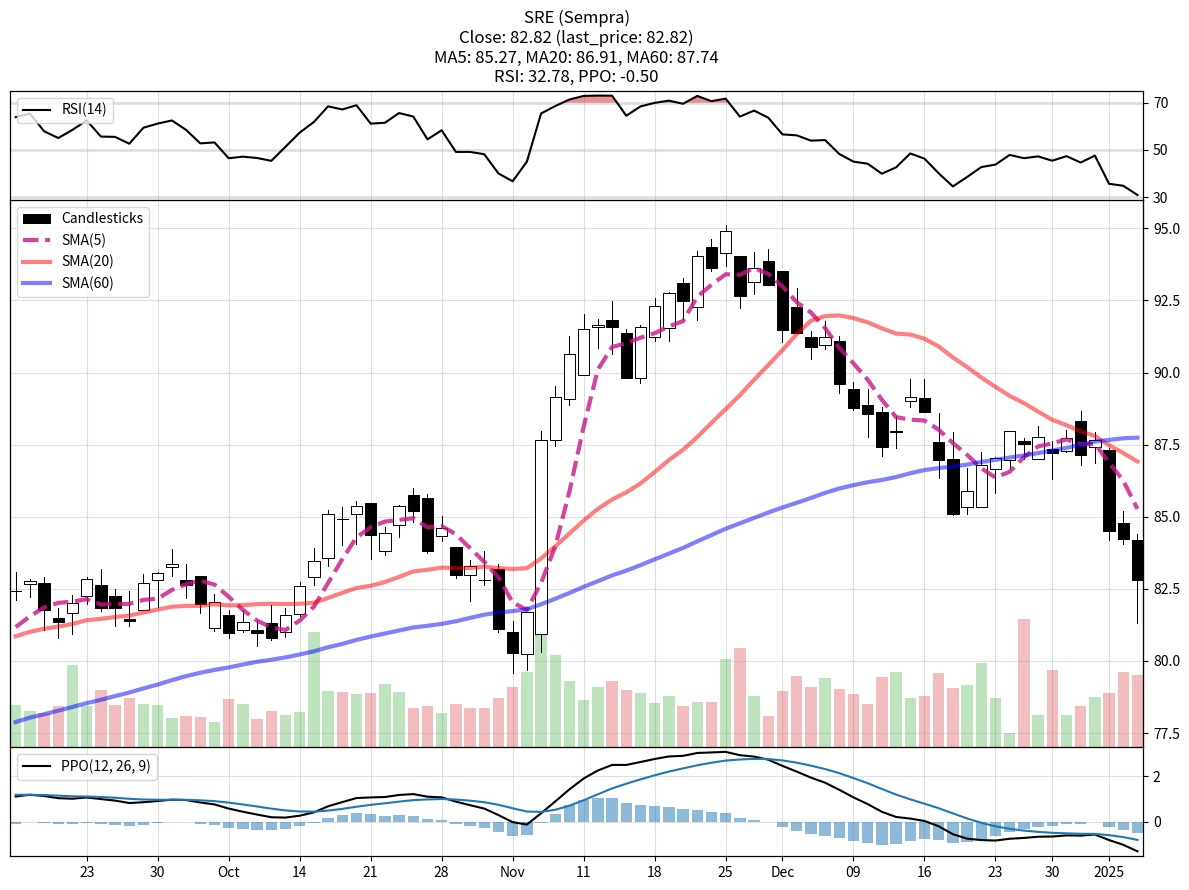 SRE (Sempra)
Close: 82.82 (last_price: 82.82)
MA5: 85.27, MA20: 86.91, MA60: 87.74
RSI: 32.78, PPO: -0.50
RSI(14)
70
50
30
Candlesticks
SMA(5)
SMA(20)
SMA(60)
95.0
92.5
90.0
87.5
85.0
82.5
80.0
77.5
PPO(12, 26, 9)
2
0
23 30 Oct 14 21 28 Nov 11 18 25 Dec 09 16 23 30 2025